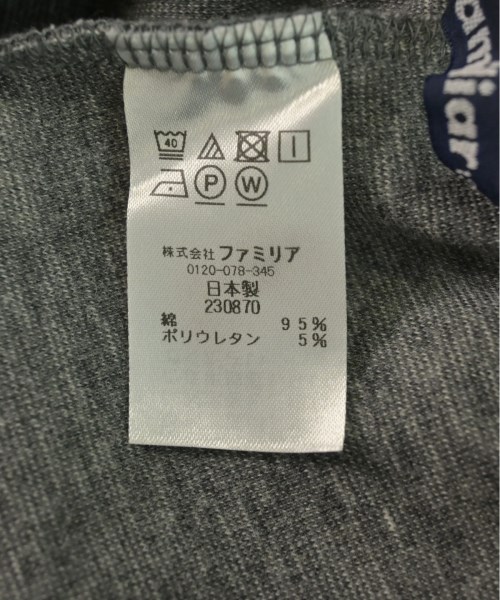 amiliar
40
P W
株式会社 ファミリア
0120-078-345
日本製
230870
綿 95%
ポリウレタン 5%